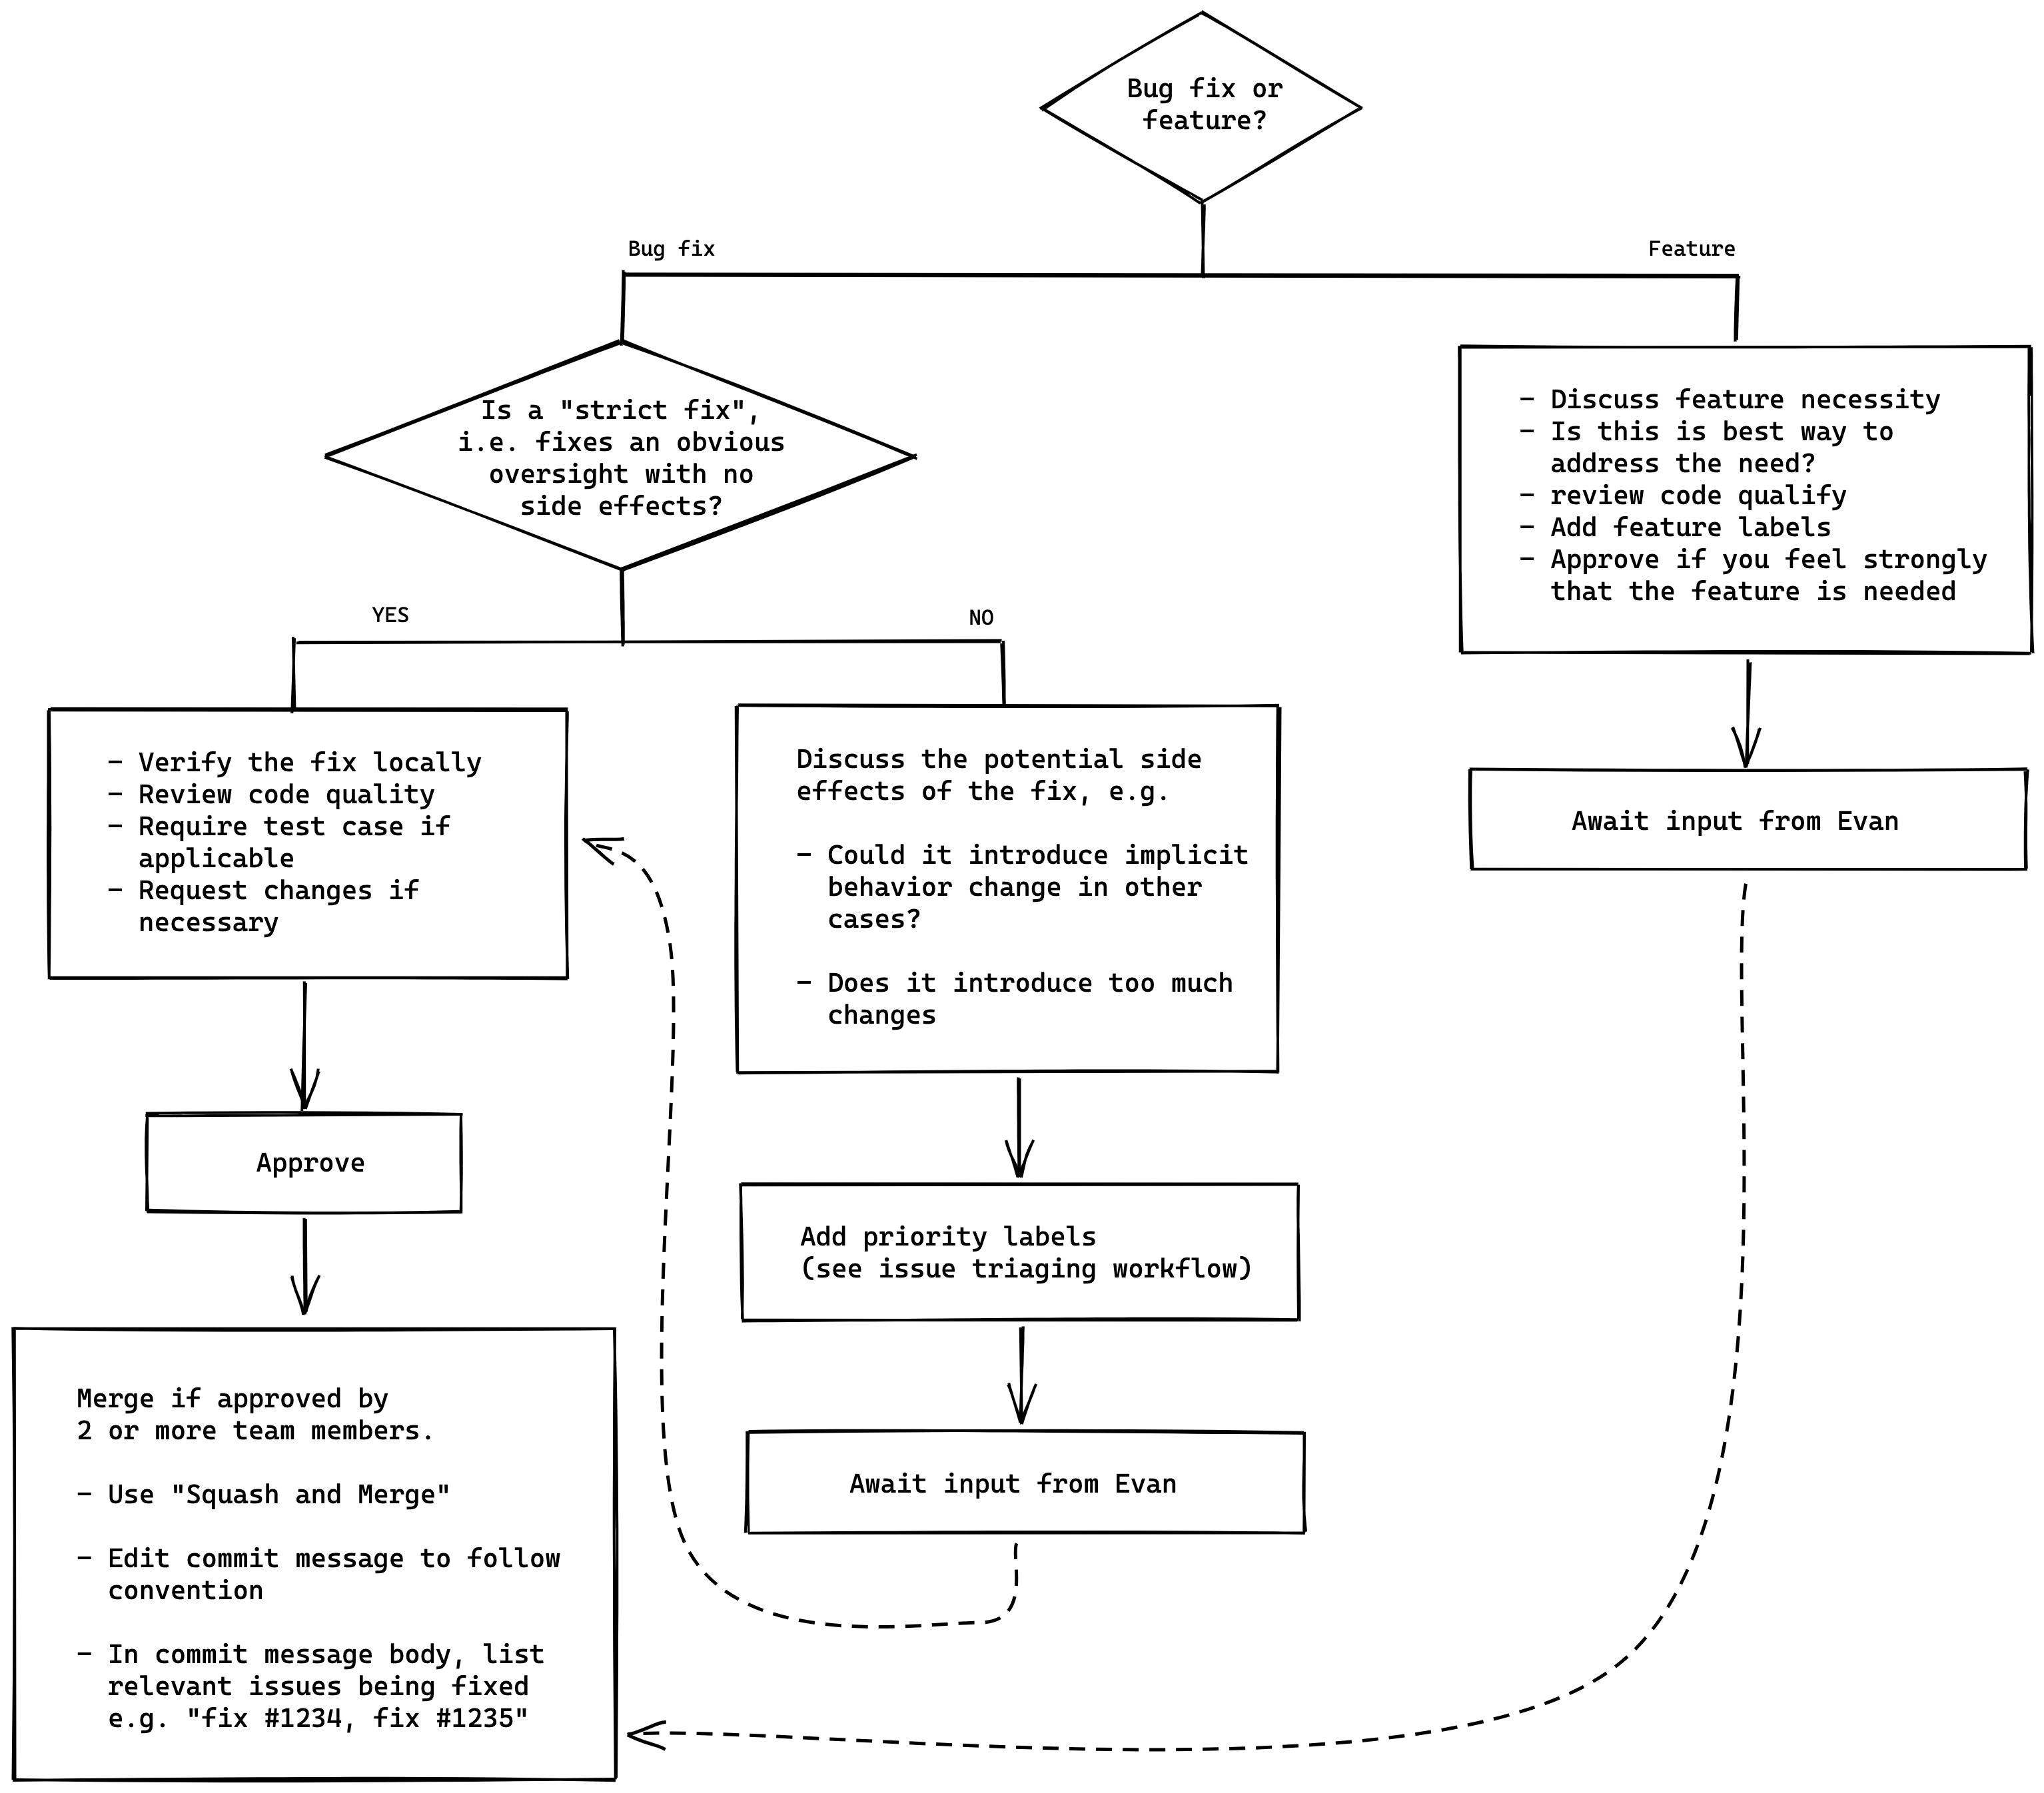 Bug fix or
feature?
Bug fix
Feature
Is a "strict fix",
i.e. fixes an obvious
oversight with no
side effects?
- Discuss feature necessity
- Is this is best way to
address the need?
- review code qualify
- Add feature labels
- Approve if you feel strongly
that the feature is needed
YES
NO
- Verify the fix locally
- Review code quality
- Require test case if
applicable
- Request changes if
necessary
Discuss the potential side
effects of the fix, e.g.
- Could it introduce implicit
behavior change in other
cases?
- Does it introduce too much
changes
Await input from Evan
Approve
Add priority labels
(see issue triaging workflow)
Merge if approved by
2 or more team members.
- Use "Squash and Merge"
- Edit commit message to follow
convention
- In commit message body, list
relevant issues being fixed
e.g. "fix #1234, fix #1235"
Await input from Evan